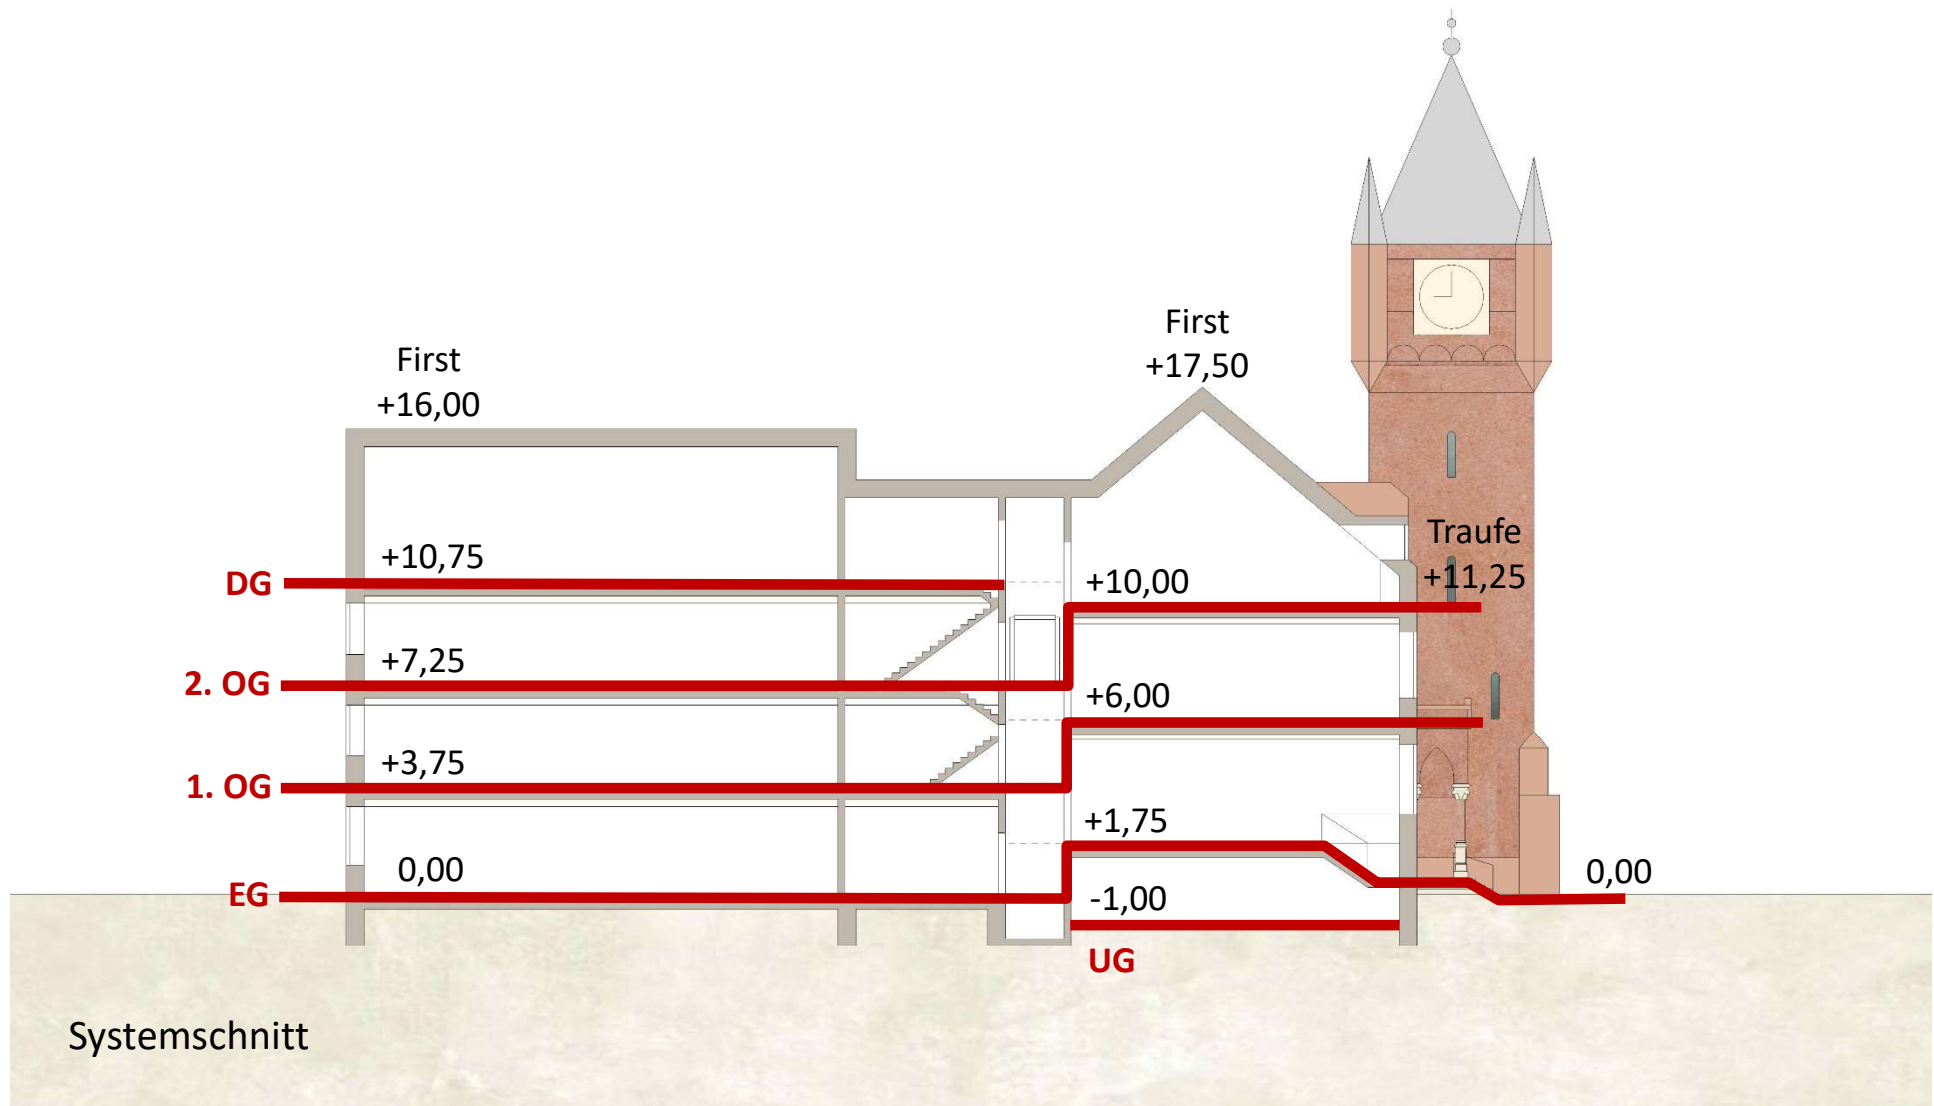 First
+17,50
First
+16,00
Traufe
+11,25
DG
+10,75
+10,00
2. OG
+7,25
+6,00
1. OG
+3,75
+1,75
EG
0,00
-1,00
0,00
UG
Systemschnitt